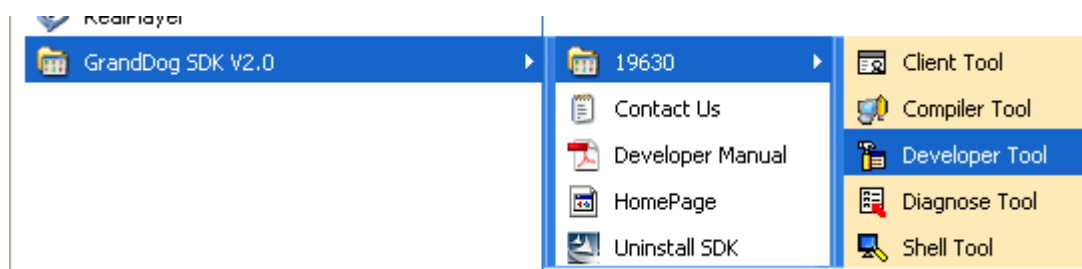 RealPlayer
GrandDog SDK V2.0
19630
Contact Us
Developer Manual
HomePage
Uninstall SDK
Client Tool
Compiler Tool
Developer Tool
Diagnose Tool
Shell Tool